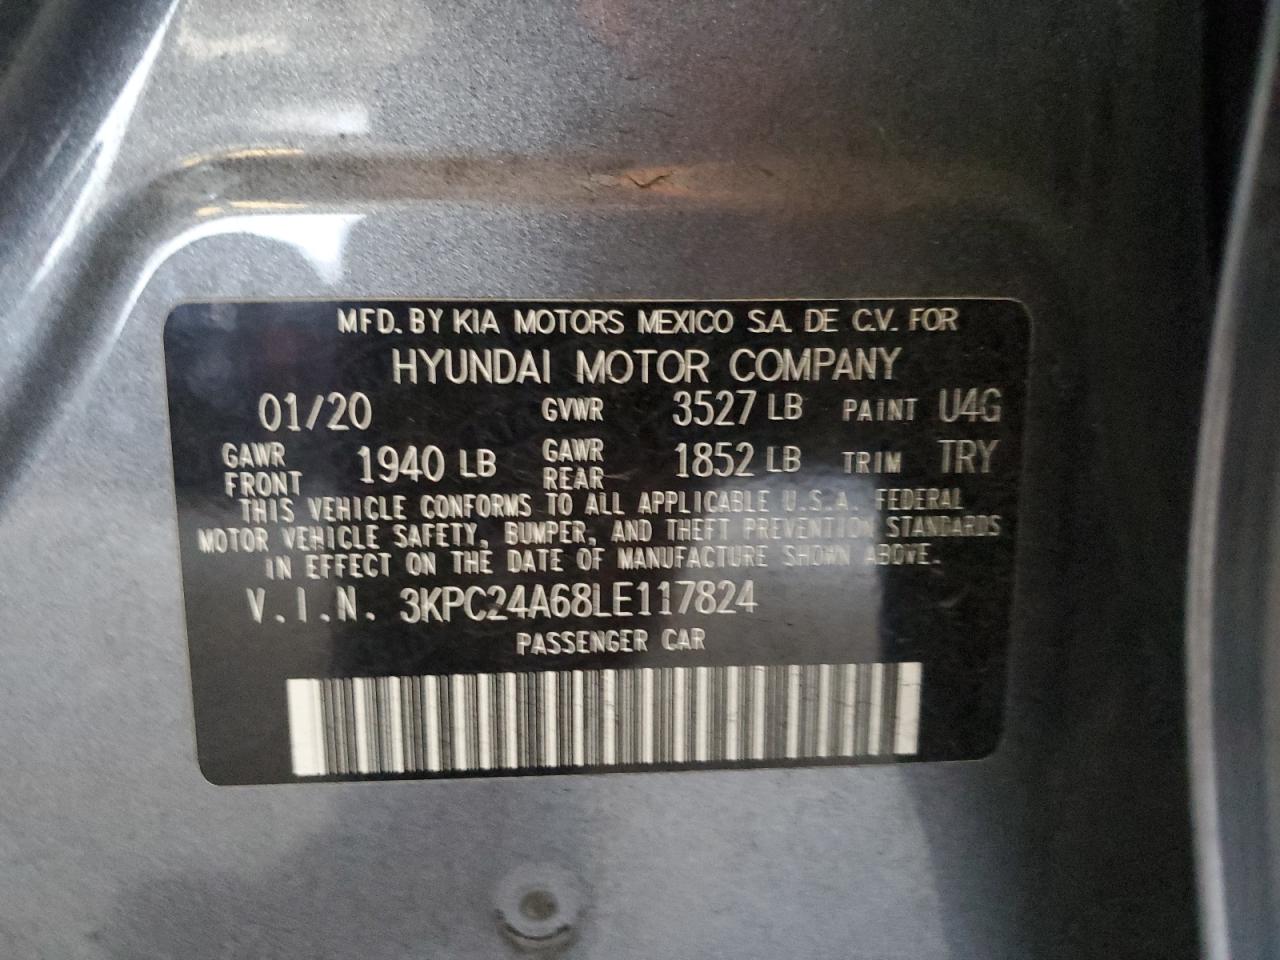 MFD. BY KIA MOTORS MEXICO S.A. DE C.V. FOR
HYUNDAI MOTOR COMPANY
01/20 GVWR 3527 LB PAINT U4G
GAWR FRONT 1940 LB GAWR REAR 1852 LB TRIM TRY
THIS VEHICLE CONFORMS TO ALL APPLICABLE U.S.A. FEDERAL
MOTOR VEHICLE SAFETY, BUMPER, AND THEFT PREVENTION STANDARDS
IN EFFECT ON THE DATE OF MANUFACTURE SHOWN ABOVE.
V.I.N. 3KPC24A68LE117824
PASSENGER CAR